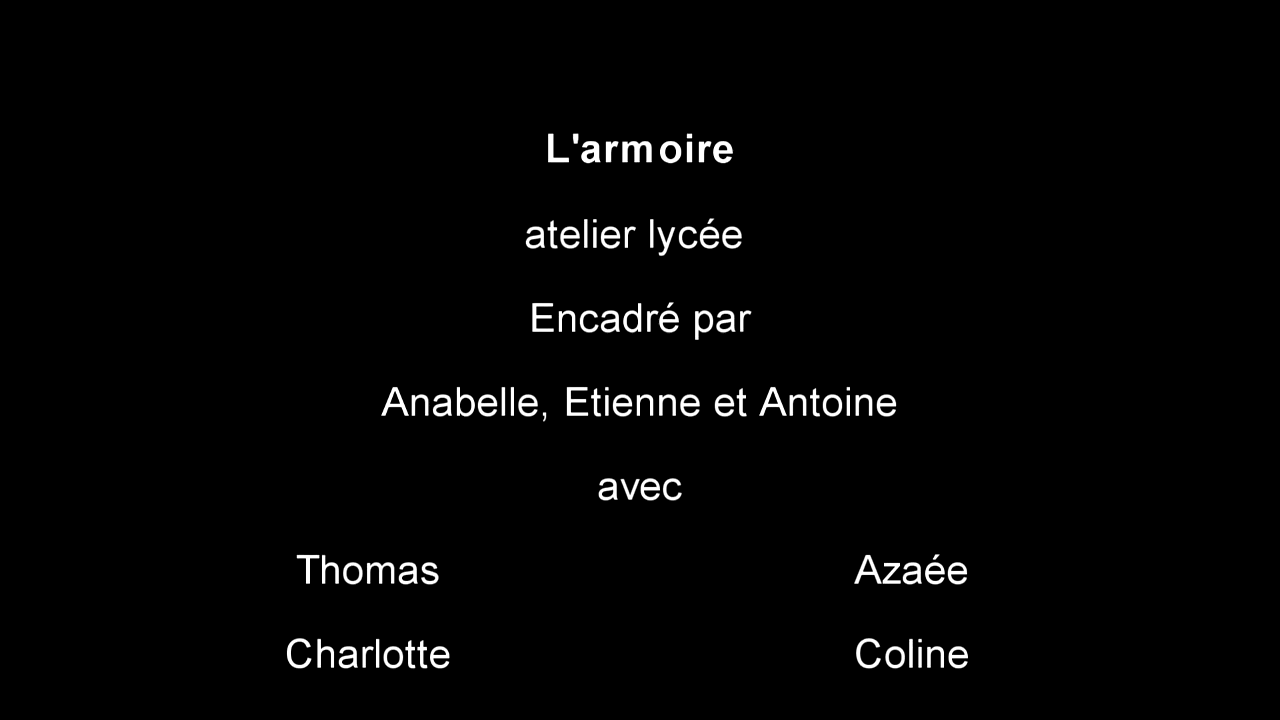 L'armoire
atelier lycée
Encadré par
Anabelle, Etienne et Antoine
avec
Thomas Azaée
Charlotte Coline